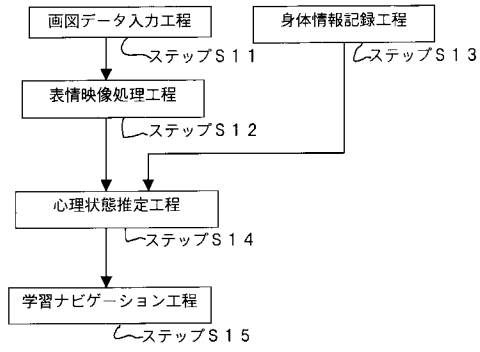 画図データ入力工程
身体情報記録工程
ステップS11
ステップS13
表情映像処理工程
ステップS12
心理状態推定工程
ステップS14
学習ナビゲーション工程
ステップS15